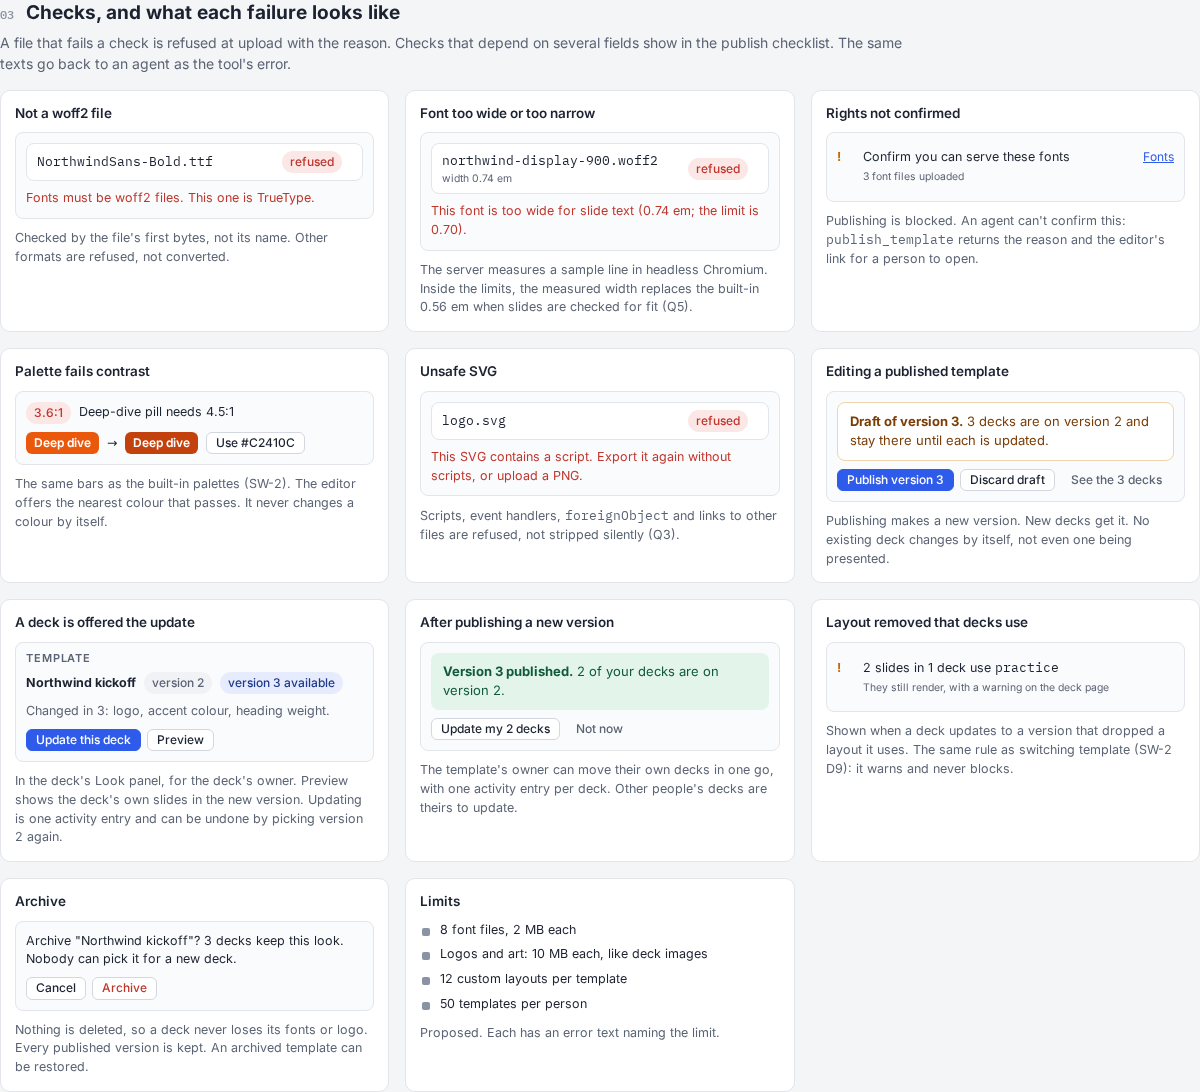 03 Checks, and what each failure looks like
A file that fails a check is refused at upload with the reason. Checks that depend on several fields show in the publish checklist. The same
texts go back to an agent as the tool's error.
Not a woff2 file
NorthwindSans-Bold.ttf refused
Fonts must be woff2 files. This one is TrueType.
Checked by the file's first bytes, not its name. Other
formats are refused, not converted.
Font too wide or too narrow
northwind-display-900.woff2 refused
width 0.74 em
This font is too wide for slide text (0.74 em; the limit is
0.70).
The server measures a sample line in headless Chromium.
Inside the limits, the measured width replaces the built-in
0.56 em when slides are checked for fit (Q5).
Rights not confirmed
! Confirm you can serve these fonts Fonts
3 font files uploaded
Publishing is blocked. An agent can't confirm this:
publish_template returns the reason and the editor's
link for a person to open.
Palette fails contrast
3.6:1 Deep-dive pill needs 4.5:1
Deep dive → Deep dive Use #C2410C
The same bars as the built-in palettes (SW-2). The editor
offers the nearest colour that passes. It never changes a
colour by itself.
Unsafe SVG
logo.svg refused
This SVG contains a script. Export it again without
scripts, or upload a PNG.
Scripts, event handlers, foreignObject and links to other
files are refused, not stripped silently (Q3).
Editing a published template
Draft of version 3. 3 decks are on version 2 and
stay there until each is updated.
Publish version 3 Discard draft See the 3 decks
Publishing makes a new version. New decks get it. No
existing deck changes by itself, not even one being
presented.
A deck is offered the update
TEMPLATE
Northwind kickoff version 2 version 3 available
Changed in 3: logo, accent colour, heading weight.
Update this deck Preview
In the deck's Look panel, for the deck's owner. Preview
shows the deck's own slides in the new version. Updating
is one activity entry and can be undone by picking version
2 again.
After publishing a new version
Version 3 published. 2 of your decks are on
version 2.
Update my 2 decks Not now
The template's owner can move their own decks in one go,
with one activity entry per deck. Other people's decks are
theirs to update.
Layout removed that decks use
! 2 slides in 1 deck use practice
They still render, with a warning on the deck page
Shown when a deck updates to a version that dropped a
layout it uses. The same rule as switching template (SW-2
D9): it warns and never blocks.
Archive
Archive "Northwind kickoff"? 3 decks keep this look.
Nobody can pick it for a new deck.
Cancel Archive
Nothing is deleted, so a deck never loses its fonts or logo.
Every published version is kept. An archived template can
be restored.
Limits
8 font files, 2 MB each
Logos and art: 10 MB each, like deck images
12 custom layouts per template
50 templates per person
Proposed. Each has an error text naming the limit.